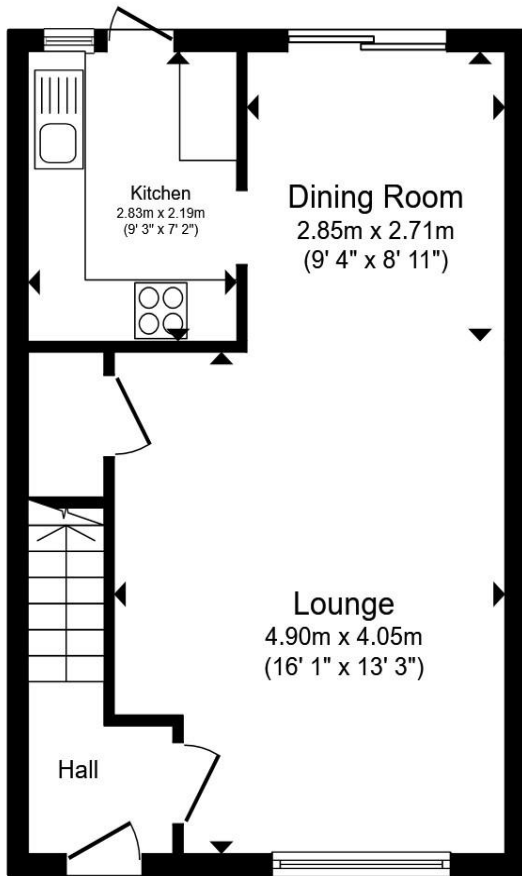 Kitchen
2.83m x 2.19m
(9' 3" x 7' 2")
Dining Room
2.85m x 2.71m
(9' 4" x 8' 11")
Lounge
4.90m x 4.05m
(16' 1" x 13' 3")
Hall